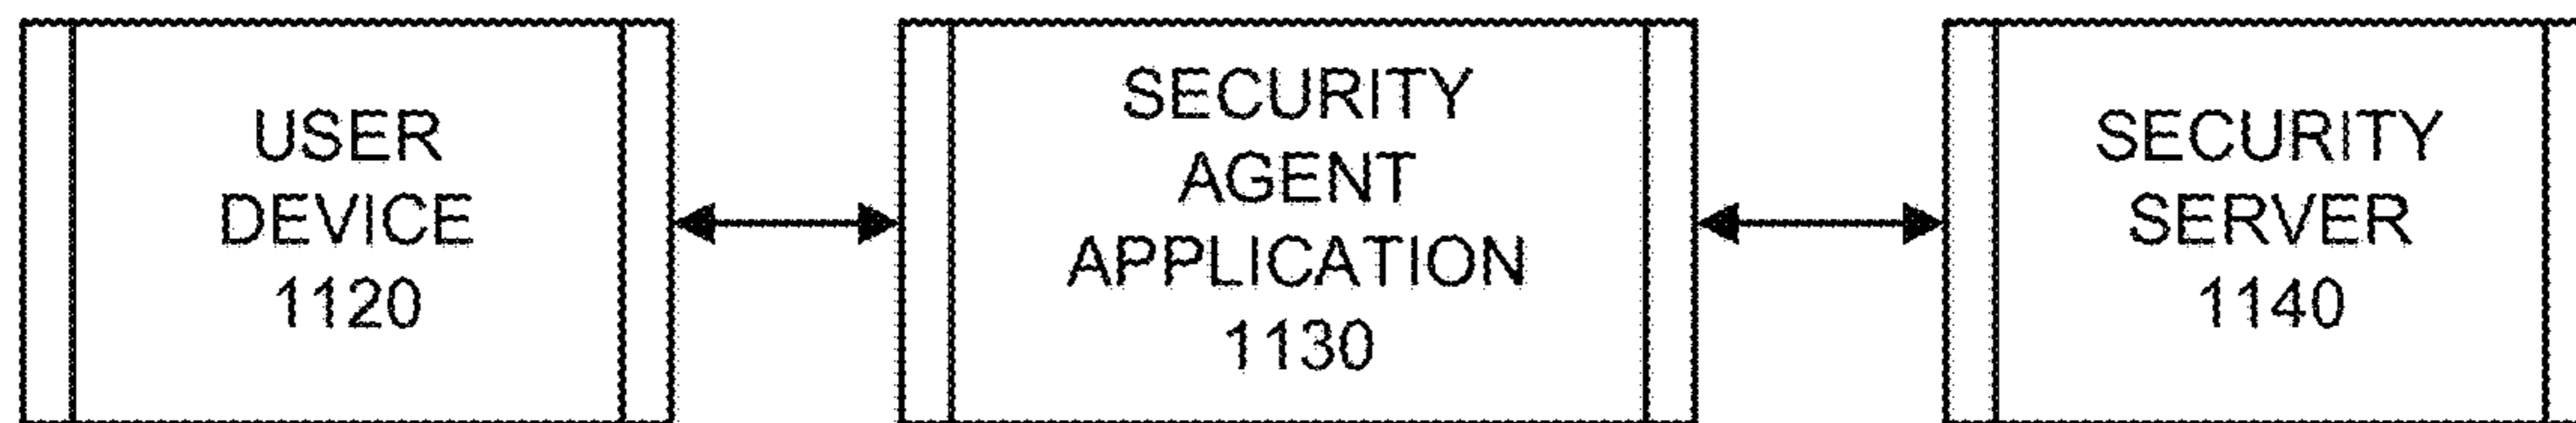 USER
DEVICE
1120
SECURITY
AGENT
APPLICATION
1130
SECURITY
SERVER
1140